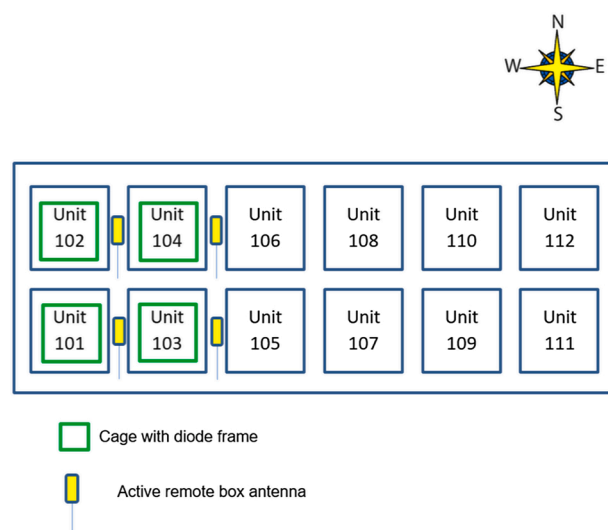 N
W E
S
Unit Unit Unit Unit Unit Unit
102 104 106 108 110 112
Unit Unit Unit Unit Unit Unit
101 103 105 107 109 111
Cage with diode frame
Active remote box antenna